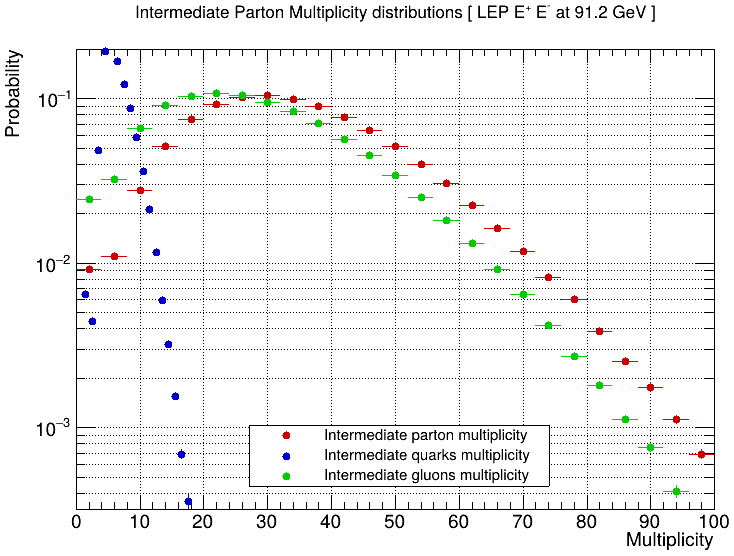 Intermediate Parton Multiplicity distributions [ LEP E⁺ E⁻ at 91.2 GeV ]
Probability
10⁻¹
10⁻²
10⁻³
Intermediate parton multiplicity
Intermediate quarks multiplicity
Intermediate gluons multiplicity
0 10 20 30 40 50 60 70 80 90 100
Multiplicity